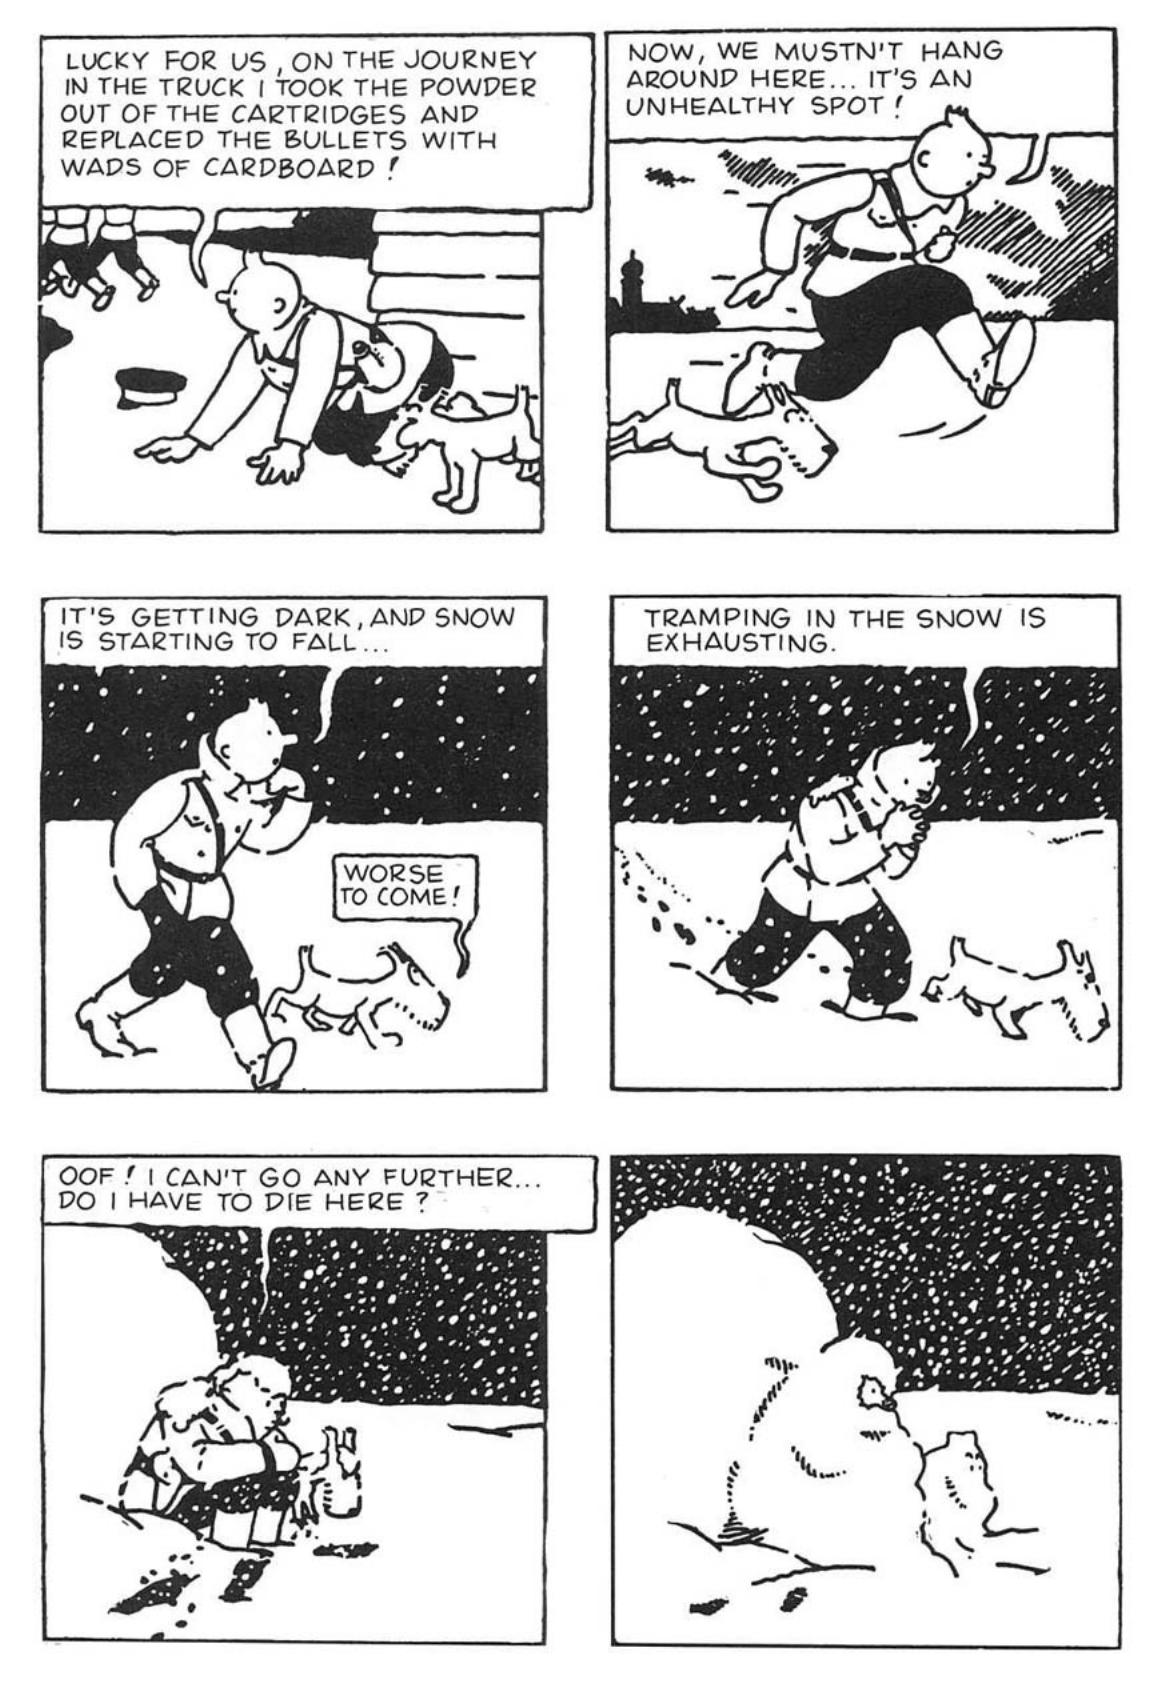 LUCKY FOR US, ON THE JOURNEY
IN THE TRUCK I TOOK THE POWDER
OUT OF THE CARTRIDGES AND
REPLACED THE BULLETS WITH
WADS OF CARDBOARD!
NOW, WE MUSTN'T HANG
AROUND HERE... IT'S AN
UNHEALTHY SPOT!
IT'S GETTING DARK, AND SNOW
IS STARTING TO FALL...
WORSE
TO COME!
TRAMPING IN THE SNOW IS
EXHAUSTING.
OOF! I CAN'T GO ANY FURTHER...
DO I HAVE TO DIE HERE?